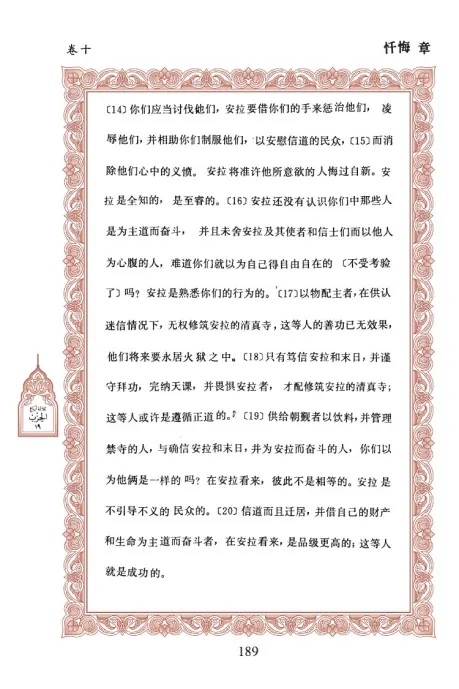 卷十
忏悔 章
〔14〕你们应当讨伐他们，安拉要借你们的手来惩治他们，凌
辱他们，并相助你们制服他们，以安慰信道的民众，〔15〕而消
除他们心中的义愤。安拉将准许他所意欲的人悔过自新。安
拉是全知的，是至睿的。〔16〕安拉还没有认识你们中那些人
是为主道而奋斗，并且未舍安拉及其使者和信士们而以他人
为心腹的人，难道你们就以为自己得自由自在的〔不受考验
了〕吗？安拉是熟悉你们的行为的。〔17〕以物配主者，在供认
迷信情况下，无权修筑安拉的清真寺，这等人的善功已无效果，
他们将来要永居火狱之中。〔18〕只有笃信安拉和末日，并谨
守拜功，完纳天课，并畏惧安拉者，才配修筑安拉的清真寺；
这等人或许是遵循正道的。〔19〕供给朝觐者以饮料，并管理
禁寺的人，与确信安拉和末日，并为安拉而奋斗的人，你们以
为他俩是一样的吗？在安拉看来，彼此不是相等的。安拉是
不引导不义的民众的。〔20〕信道而且迁居，并借自己的财产
和生命为主道而奋斗者，在安拉看来，是品级更高的；这等人
就是成功的。
الحزب
١٩
189